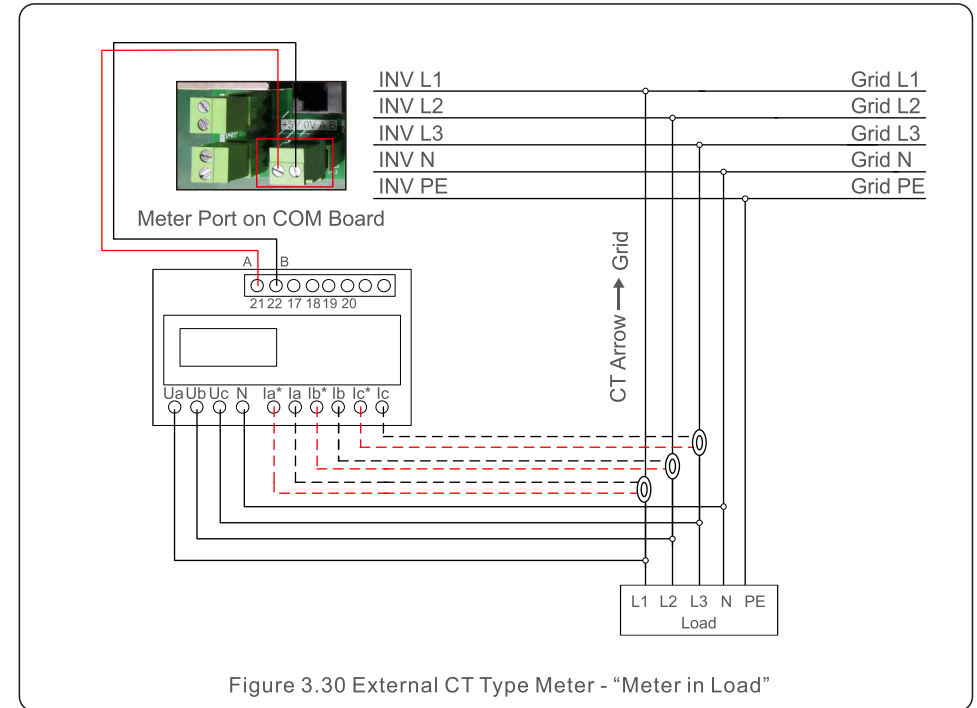 INV L1
Grid L1
INV L2
Grid L2
INV L3
Grid L3
INV N
Grid N
INV PE
Grid PE
+5V 0V A B
Meter Port on COM Board
CT Arrow → Grid
A B
21 22 17 18 19 20
Ua Ub Uc N Ia* Ia Ib* Ib Ic* Ic
L1 L2 L3 N PE
Load
Figure 3.30 External CT Type Meter - “Meter in Load”